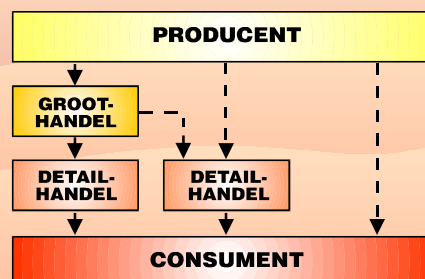 PRODUCENT
GROOT-
HANDEL
DETAIL-
HANDEL
DETAIL-
HANDEL
CONSUMENT